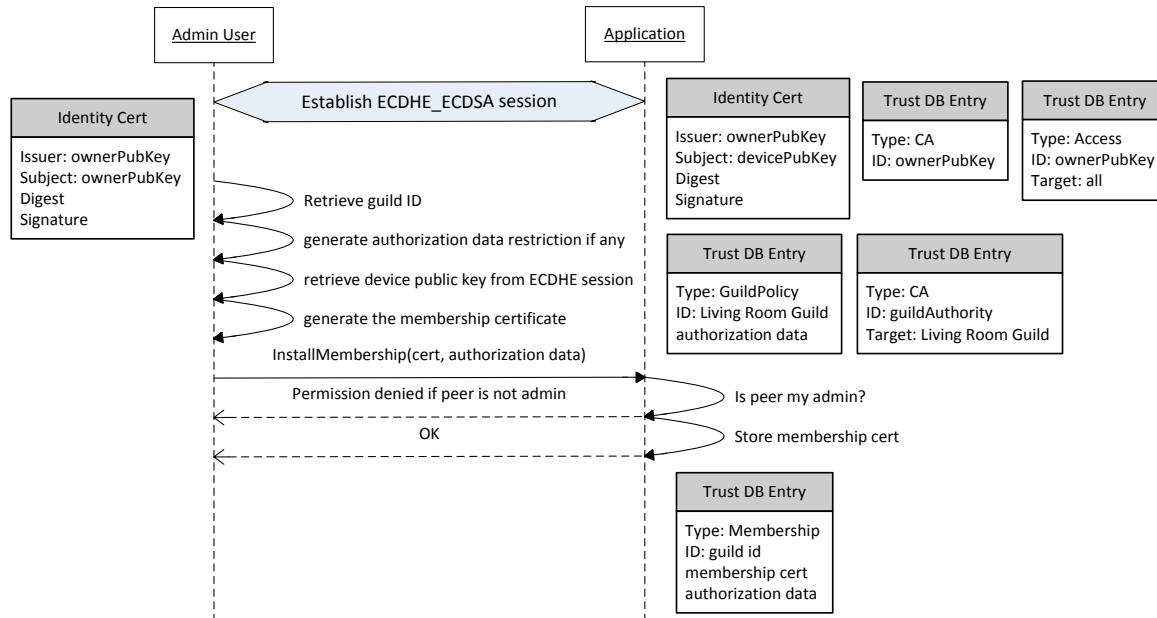 Admin User
Application
Establish ECDHE_ECDSA session
Identity Cert
Issuer: ownerPubKey
Subject: ownerPubKey
Digest
Signature
Identity Cert
Issuer: ownerPubKey
Subject: devicePubKey
Digest
Signature
Trust DB Entry
Type: CA
ID: ownerPubKey
Trust DB Entry
Type: Access
ID: ownerPubKey
Target: all
Retrieve guild ID
generate authorization data restriction if any
retrieve device public key from ECDHE session
generate the membership certificate
Trust DB Entry
Type: GuildPolicy
ID: Living Room Guild
authorization data
Trust DB Entry
Type: CA
ID: guildAuthority
Target: Living Room Guild
InstallMembership(cert, authorization data)
Permission denied if peer is not admin
Is peer my admin?
OK
Store membership cert
Trust DB Entry
Type: Membership
ID: guild id
membership cert
authorization data